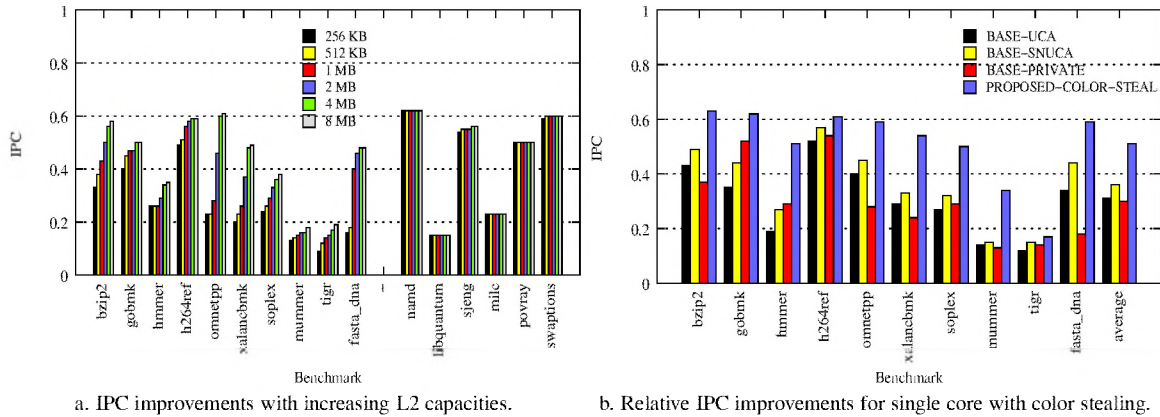 1
0.8
0.6
0.4
0.2
0
IPC
256 KB
512 KB
1 MB
2 MB
4 MB
8 MB
bzip2
gobmk
hmmer
h264ref
omnetpp
xalancbmk
soplex
mummer
tigr
fasta_dna
–
namd
libquantum
sjeng
milc
povray
swaptions
Benchmark
a. IPC improvements with increasing L2 capacities.
1
0.8
0.6
0.4
0.2
0
IPC
BASE-UCA
BASE-SNUCA
BASE-PRIVATE
PROPOSED-COLOR-STEAL
bzip2
gobmk
hmmer
h264ref
omnetpp
xalancbmk
soplex
mummer
tigr
fasta_dna
average
Benchmark
b. Relative IPC improvements for single core with color stealing.